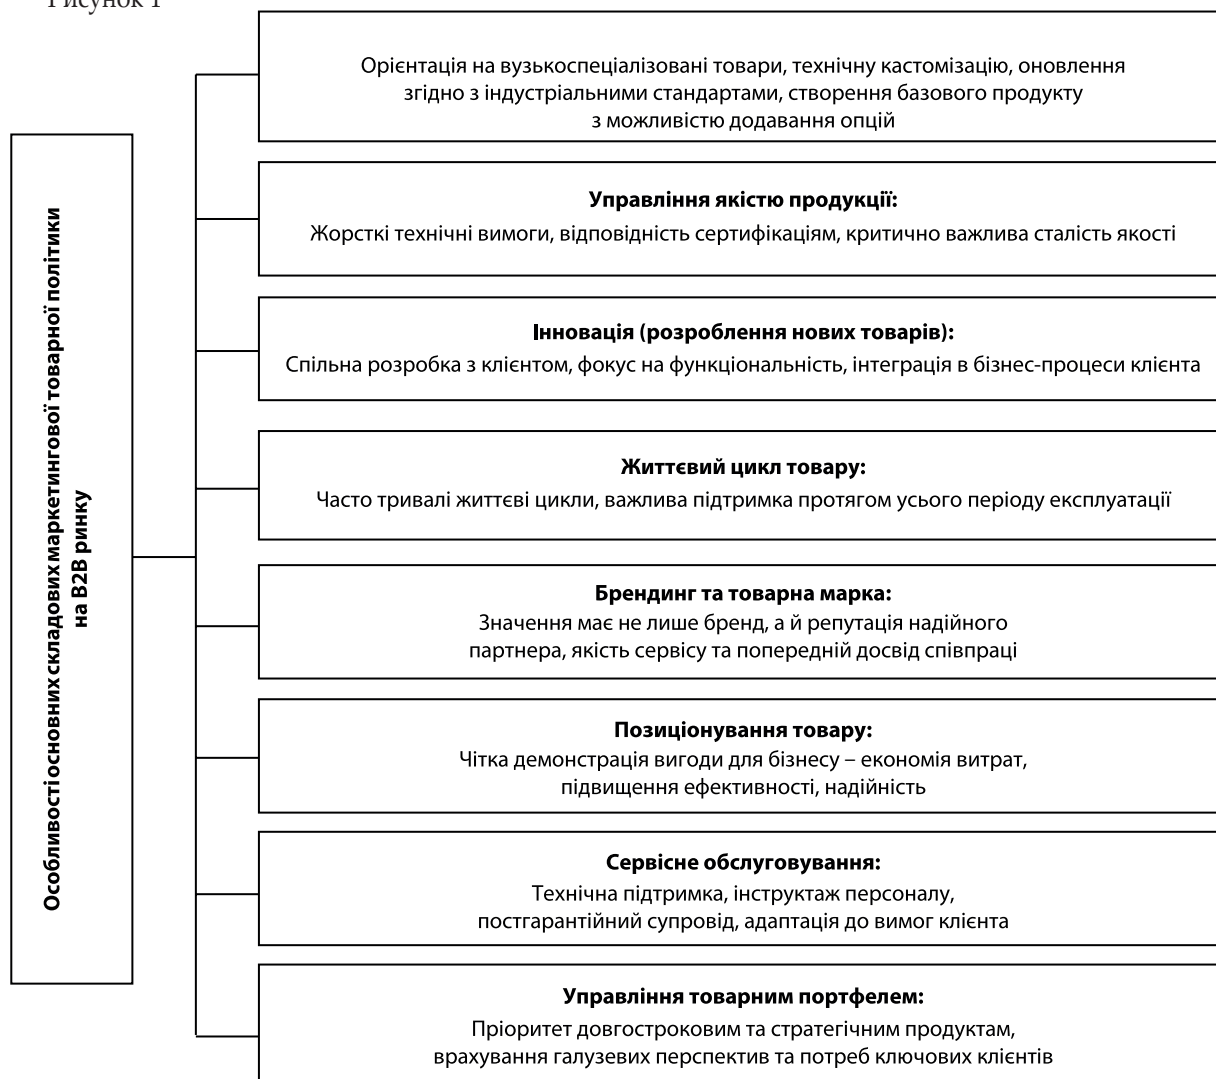 Рисунок 1
Особливості основних складових маркетингової товарної політики
на B2B ринку
Орієнтація на вузькоспеціалізовані товари, технічну кастомізацію, оновлення
згідно з індустріальними стандартами, створення базового продукту
з можливістю додавання опцій
Управління якістю продукції:
Жорсткі технічні вимоги, відповідність сертифікаціям, критично важлива сталість якості
Інновація (розроблення нових товарів):
Спільна розробка з клієнтом, фокус на функціональність, інтеграція в бізнес-процеси клієнта
Життєвий цикл товару:
Часто тривалі життєві цикли, важлива підтримка протягом усього періоду експлуатації
Брендинг та товарна марка:
Значення має не лише бренд, а й репутація надійного
партнера, якість сервісу та попередній досвід співпраці
Позиціонування товару:
Чітка демонстрація вигоди для бізнесу – економія витрат,
підвищення ефективності, надійність
Сервісне обслуговування:
Технічна підтримка, інструктаж персоналу,
постгарантійний супровід, адаптація до вимог клієнта
Управління товарним портфелем:
Пріоритет довгостроковим та стратегічним продуктам,
врахування галузевих перспектив та потреб ключових клієнтів